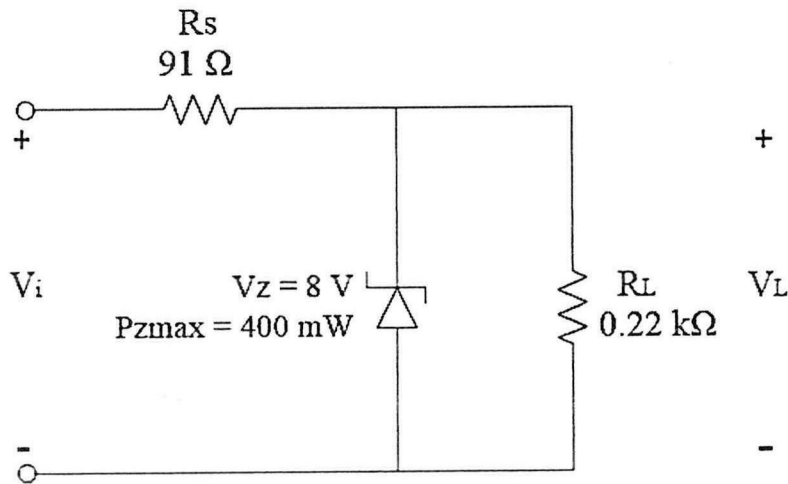 Rs
91 Ω
+
+
Vi
Vz = 8 V
Pzmax = 400 mW
RL
0.22 kΩ
VL
-
-